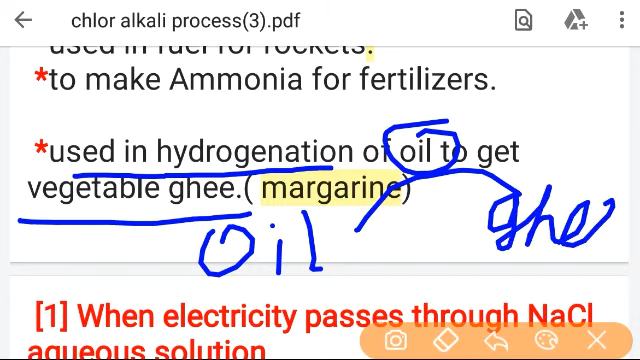 chlor alkali process(3).pdf
used in fuel for rockets.
*to make Ammonia for fertilizers.
*used in hydrogenation of oil to get
vegetable ghee.( margarine)
Oil ghee
[1] When electricity passes through NaCl
aqueous solution